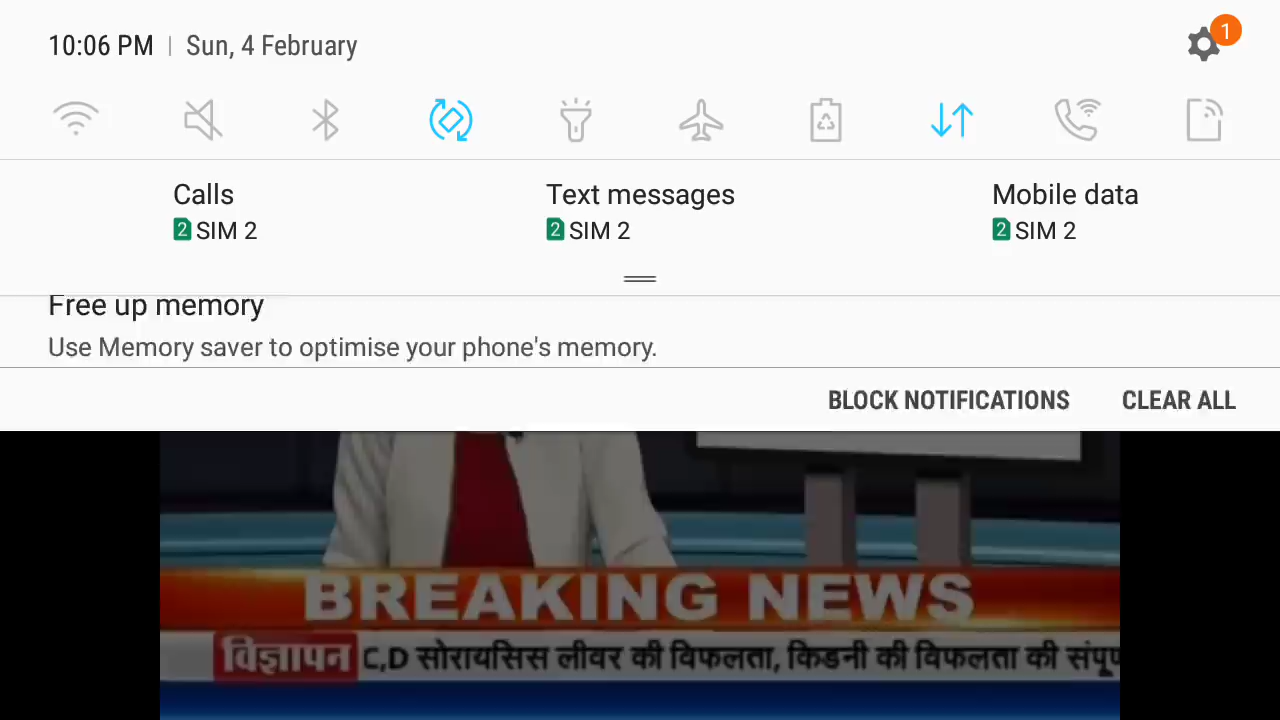 10:06 PM | Sun, 4 February
1
Calls
2 SIM 2
Text messages
2 SIM 2
Mobile data
2 SIM 2
Free up memory
Use Memory saver to optimise your phone's memory.
BLOCK NOTIFICATIONS
CLEAR ALL
BREAKING NEWS
विज्ञापन C,D सोरायसिस लीवर की विफलता, किडनी की विफलता की